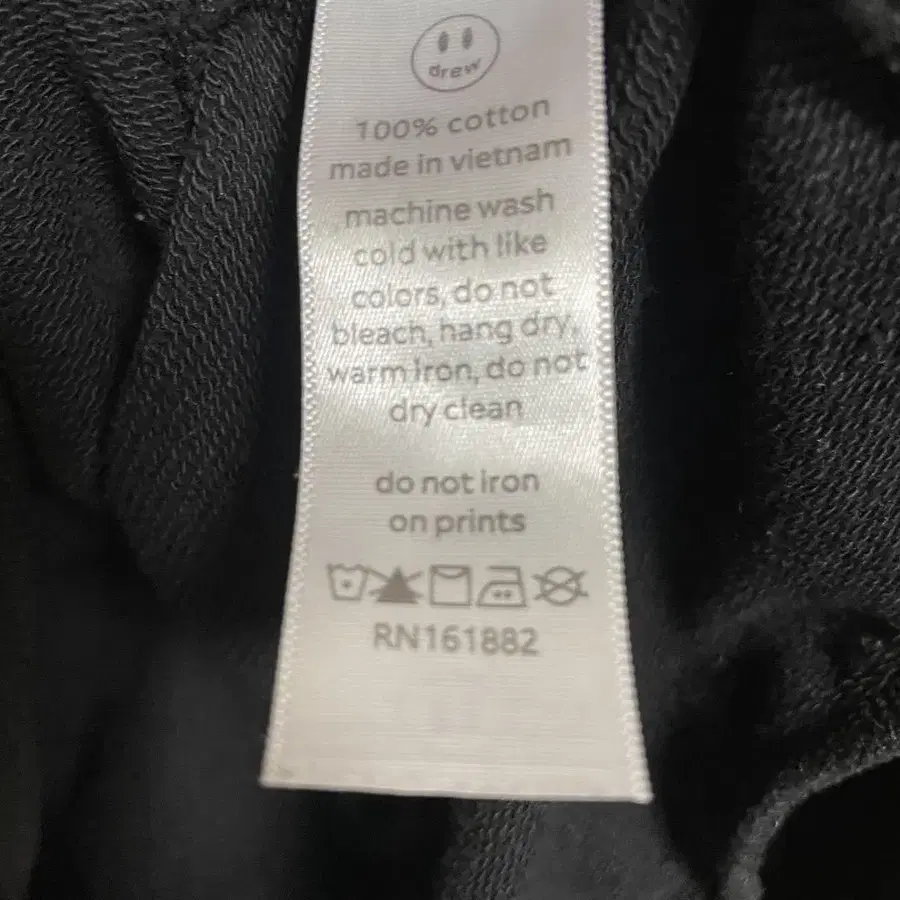 drew
100% cotton
made in vietnam
machine wash
cold with like
colors, do not
bleach, hang dry,
warm iron, do not
dry clean
do not iron
on prints
RN161882